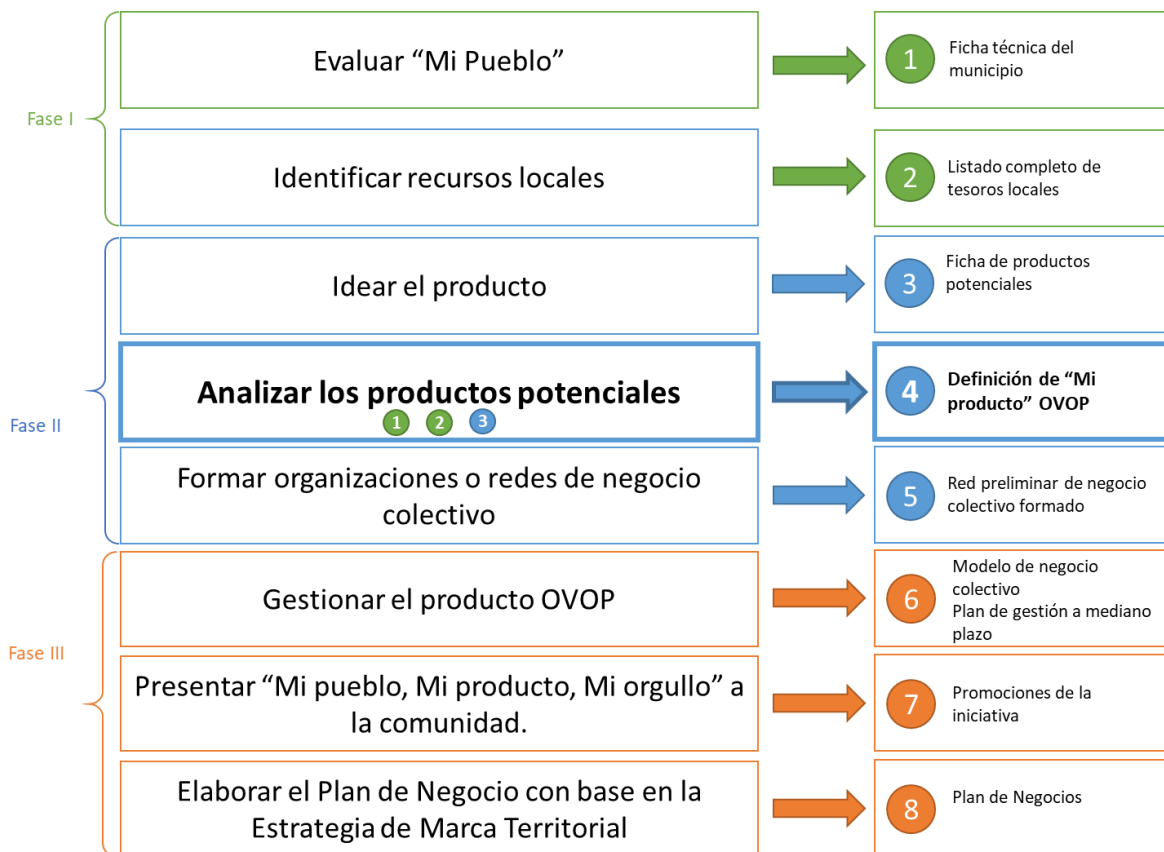 Fase I
Evaluar “Mi Pueblo”
1
Ficha técnica del
municipio
Identificar recursos locales
2
Listado completo de
tesoros locales
Fase II
Idear el producto
3
Ficha de productos
potenciales
Analizar los productos potenciales
1 2 3
4
Definición de “Mi
producto” OVOP
Formar organizaciones o redes de negocio
colectivo
5
Red preliminar de negocio
colectivo formado
Fase III
Gestionar el producto OVOP
6
Modelo de negocio
colectivo
Plan de gestión a mediano
plazo
Presentar “Mi pueblo, Mi producto, Mi orgullo” a
la comunidad.
7
Promociones de la
iniciativa
Elaborar el Plan de Negocio con base en la
Estrategia de Marca Territorial
8
Plan de Negocios